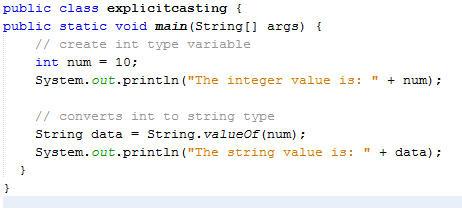 public class explicitcasting {
public static void main(String[] args) {
// create int type variable
int num = 10;
System.out.println("The integer value is: " + num);
// converts int to string type
String data = String.valueOf(num);
System.out.println("The string value is: " + data);
}
}